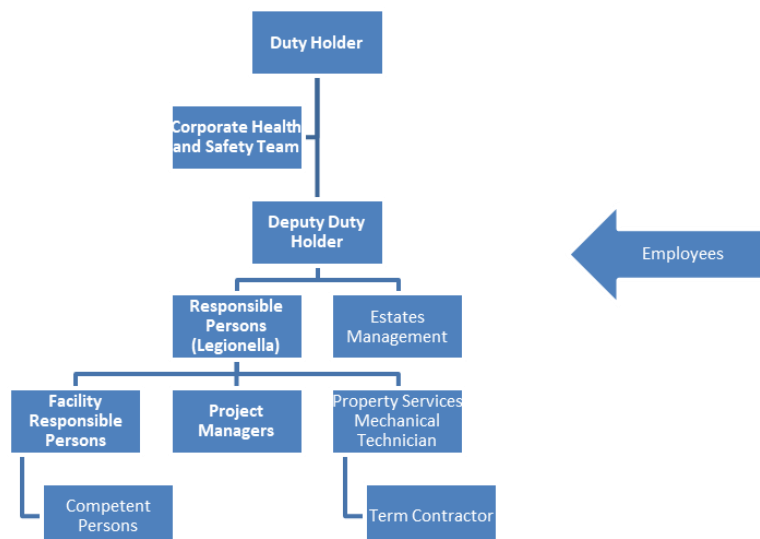 Duty Holder
Corporate Health
and Safety Team
Deputy Duty
Holder
Employees
Responsible
Persons
(Legionella)
Estates
Management
Facility
Responsible
Persons
Project
Managers
Property Services
Mechanical
Technician
Competent
Persons
Term Contractor